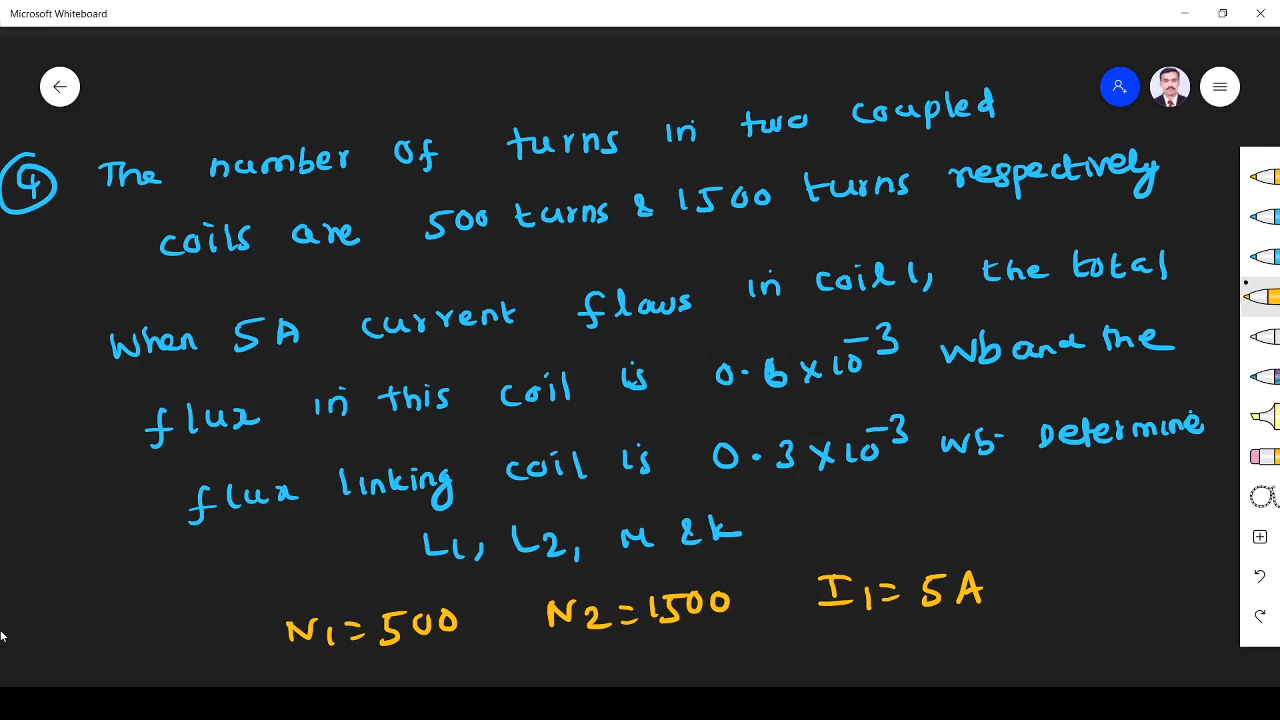 Microsoft Whiteboard
④ The number of turns in two coupled
coils are 500 turns & 1500 turns respectively
When 5A current flows in coil 1, the total
flux in this coil is 0.6×10⁻³ Wb and the
flux linking coil is 0.3×10⁻³ Wb. Determine
L₁, L₂, M & k
N₁=500 N₂=1500 I₁=5A